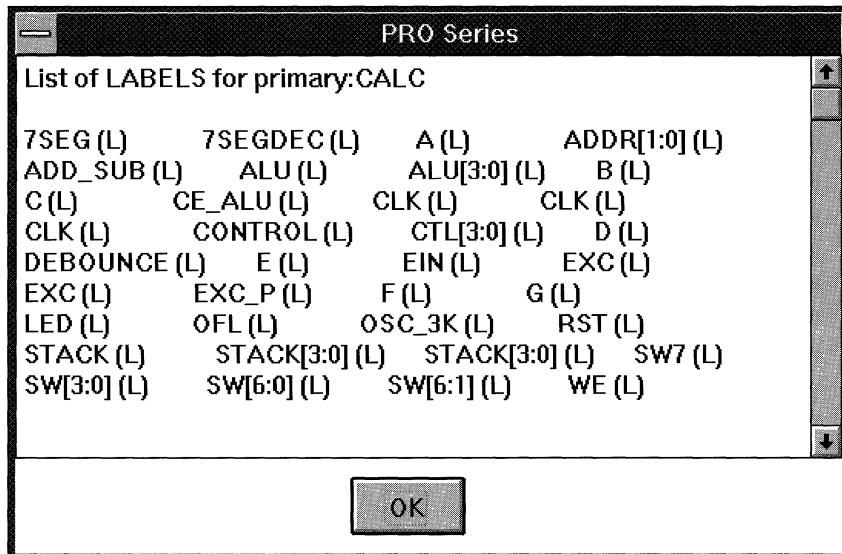 PRO Series
List of LABELS for primary:CALC
7SEG (L) 7SEGDEC (L) A (L) ADDR[1:0] (L)
ADD_SUB (L) ALU (L) ALU[3:0] (L) B (L)
C (L) CE_ALU (L) CLK (L) CLK (L)
CLK (L) CONTROL (L) CTL[3:0] (L) D (L)
DEBOUNCE (L) E (L) EIN (L) EXC (L)
EXC (L) EXC_P (L) F (L) G (L)
LED (L) OFL (L) OSC_3K (L) RST (L)
STACK (L) STACK[3:0] (L) STACK[3:0] (L) SW7 (L)
SW[3:0] (L) SW[6:0] (L) SW[6:1] (L) WE (L)
OK